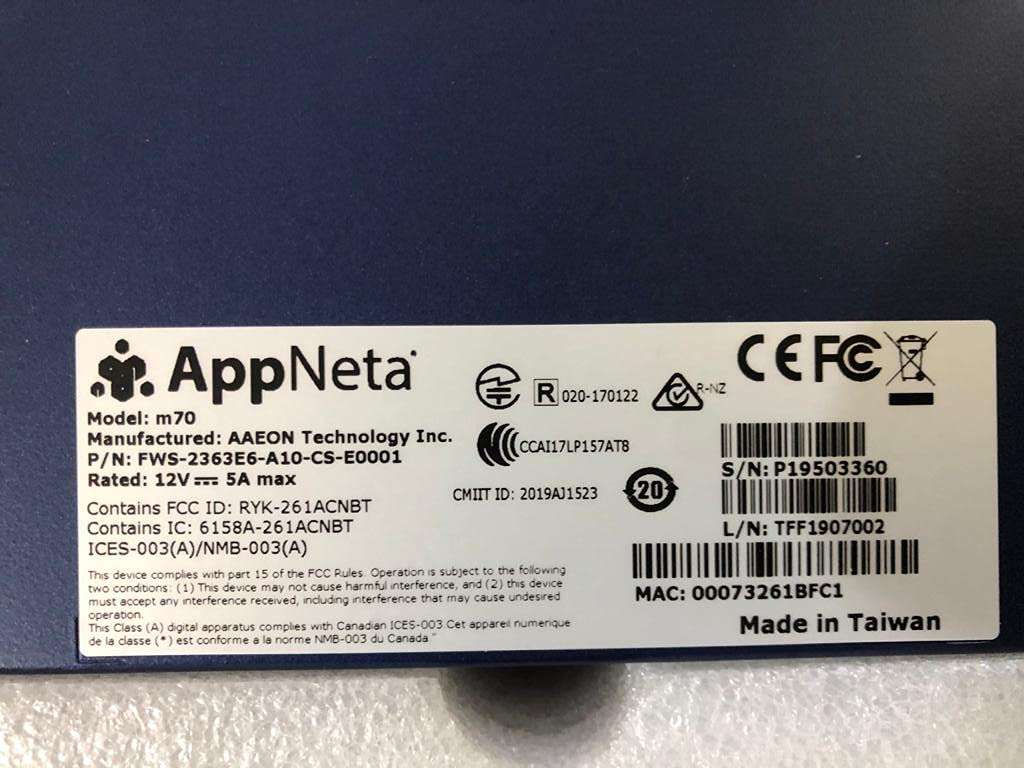 AppNeta
Model: m70
Manufactured: AAEON Technology Inc.
P/N: FWS-2363E6-A10-CS-E0001
Rated: 12V⎓ 5A max
Contains FCC ID: RYK-261ACNBT
Contains IC: 6158A-261ACNBT
ICES-003(A)/NMB-003(A)
This device complies with part 15 of the FCC Rules. Operation is subject to the following
two conditions: (1) This device may not cause harmful interference, and (2) this device
must accept any interference received, including interference that may cause undesired
operation.
This Class (A) digital apparatus complies with Canadian ICES-003 Cet appareil numerique
de la classe (*) est conforme a la norme NMB-003 du Canada."
R 020-170122
R-NZ
CCAI17LP157AT8
CMIIT ID: 2019AJ1523
20
CE FC
S/N: P19503360
L/N: TFF1907002
MAC: 00073261BFC1
Made in Taiwan